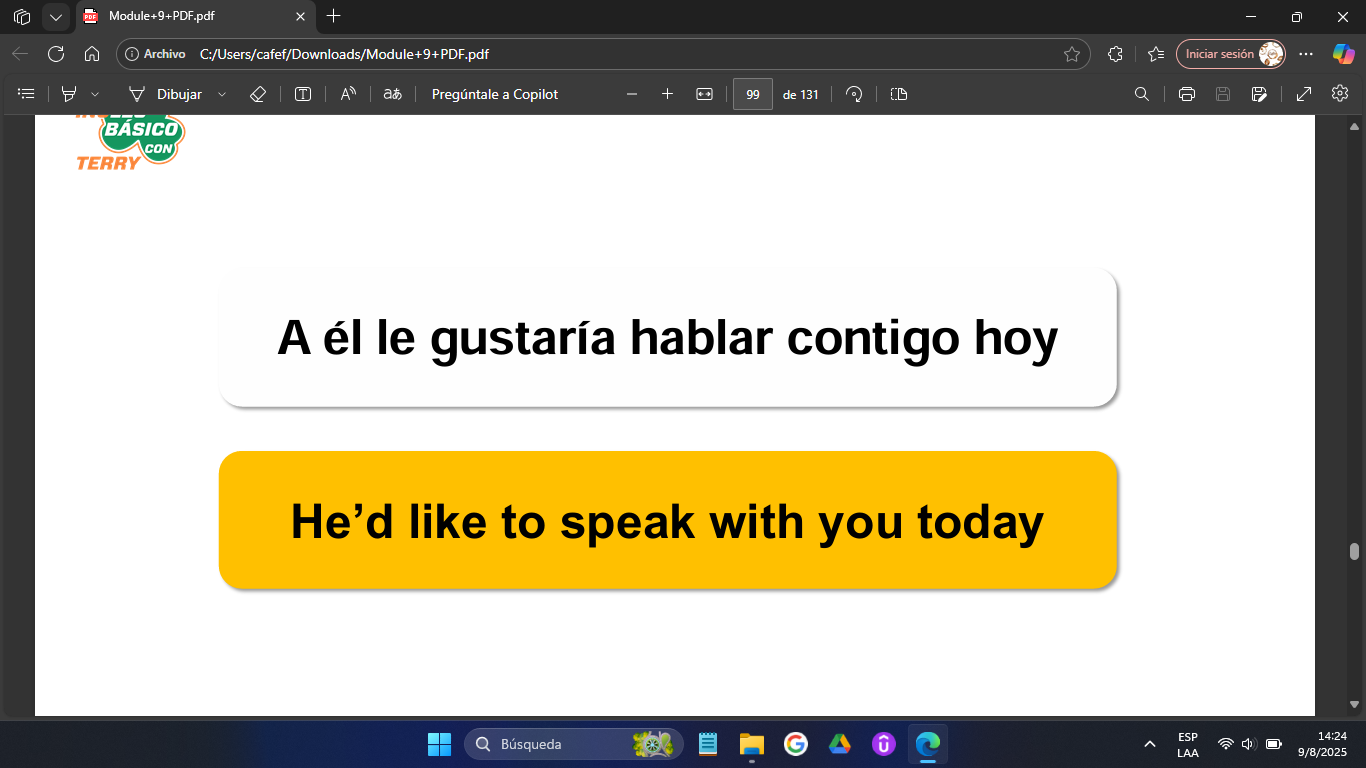 Module+9+PDF.pdf
Archivo C:/Users/cafef/Downloads/Module+9+PDF.pdf
Iniciar sesión
Dibujar
Pregúntale a Copilot
99 de 131
BÁSICO
CON
TERRY
A él le gustaría hablar contigo hoy
He’d like to speak with you today
Búsqueda
ESP
LAA
14:24
9/8/2025